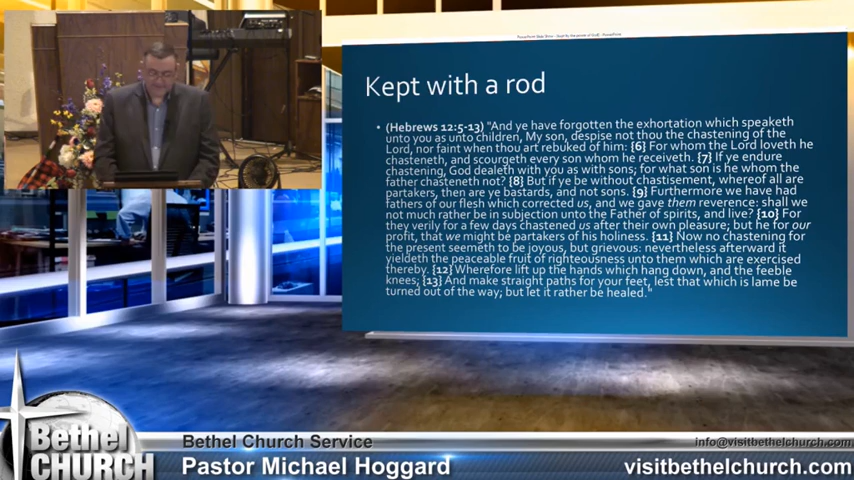 Kept with a rod
• (Hebrews 12:5-13) "And ye have forgotten the exhortation which speaketh
unto you as unto children, My son, despise not thou the chastening of the
Lord, nor faint when thou art rebuked of him: {6} For whom the Lord loveth he
chasteneth, and scourgeth every son whom he receiveth. {7} If ye endure
chastening, God dealeth with you as with sons; for what son is he whom the
father chasteneth not? {8} But if ye be without chastisement, whereof all are
partakers, then are ye bastards, and not sons. {9} Furthermore we have had
fathers of our flesh which corrected us, and we gave them reverence: shall we
not much rather be in subjection unto the Father of spirits, and live? {10} For
they verily for a few days chastened us after their own pleasure; but he for our
profit, that we might be partakers of his holiness. {11} Now no chastening for
the present seemeth to be joyous, but grievous: nevertheless afterward it
yieldeth the peaceable fruit of righteousness unto them which are exercised
thereby. {12} Wherefore lift up the hands which hang down, and the feeble
knees; {13} And make straight paths for your feet, lest that which is lame be
turned out of the way; but let it rather be healed."
Bethel
CHURCH
Bethel Church Service
info@visitbethelchurch.com
Pastor Michael Hoggard
visitbethelchurch.com